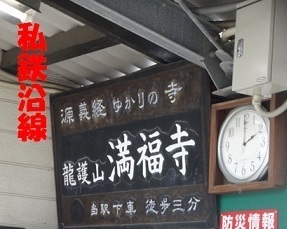 私鉄沿線
源義経ゆかりの寺
龍護山 満福寺
当駅下車 徒歩三分
防災情報